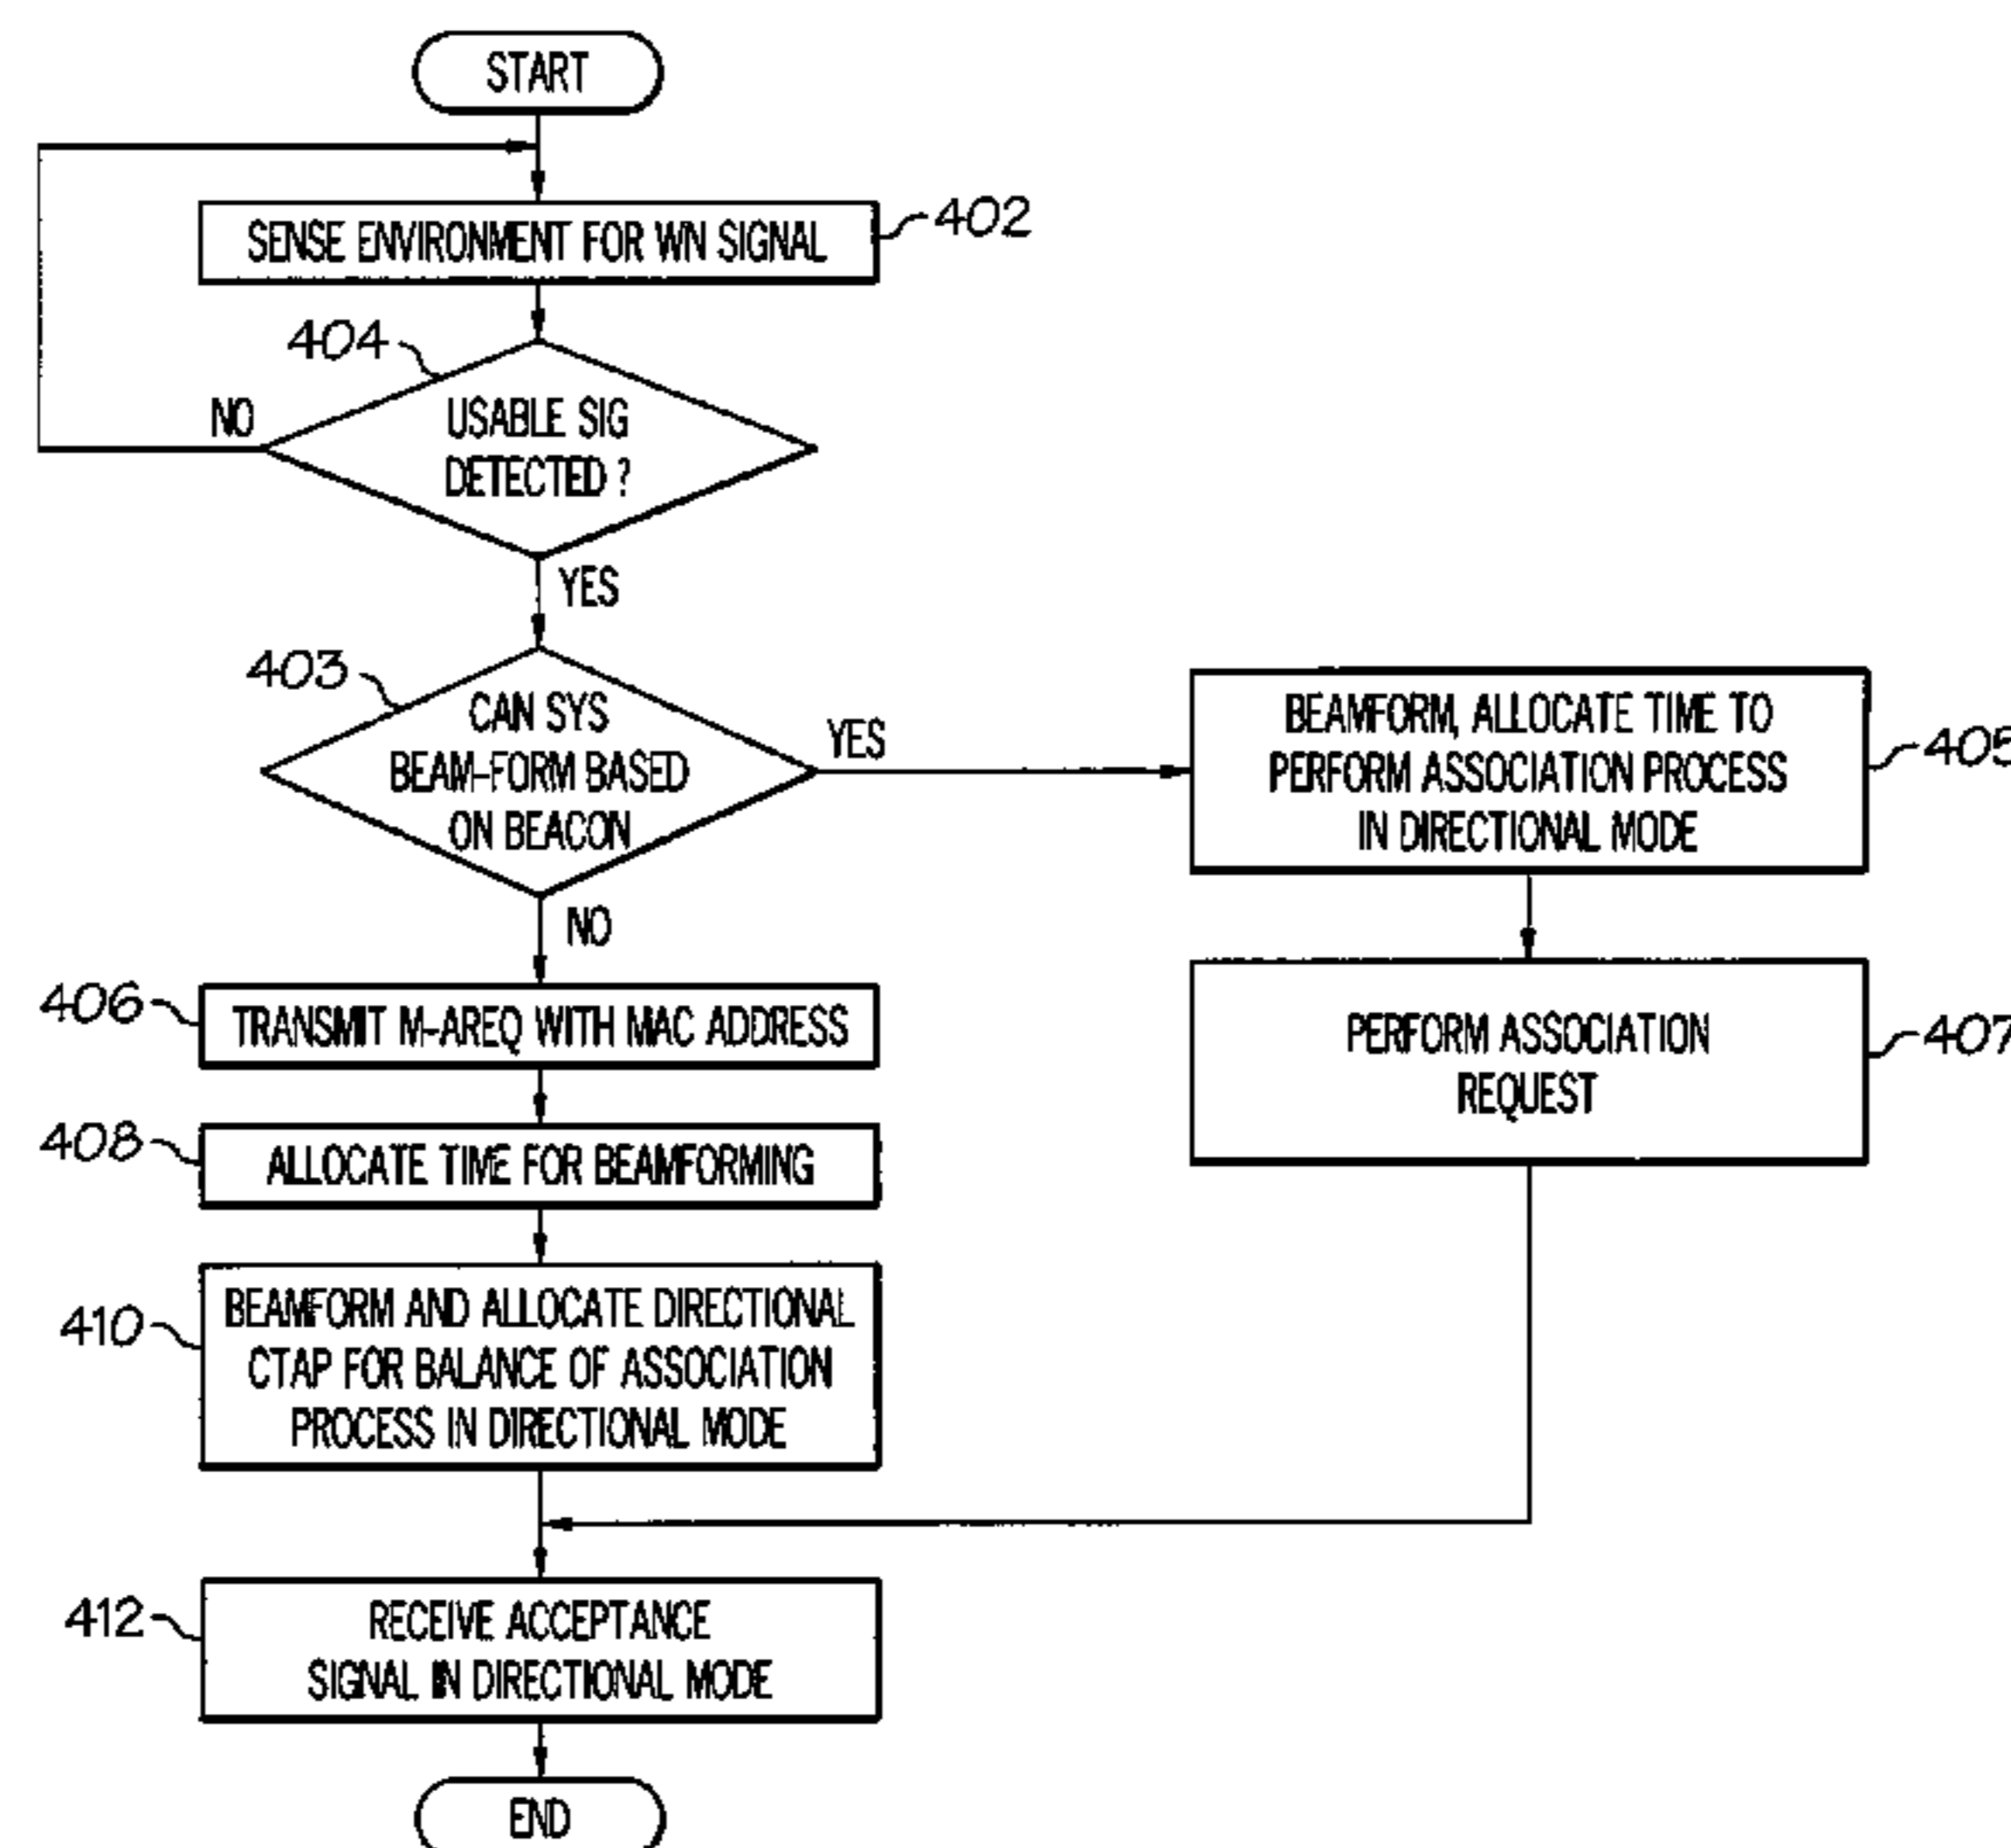 START
SENSE ENVIRONMENT FOR WN SIGNAL
402
404
USABLE SIG
DETECTED ?
NO
YES
403
CAN SYS
BEAM-FORM BASED
ON BEACON
YES
NO
BEAMFORM, ALLOCATE TIME TO
PERFORM ASSOCIATION PROCESS
IN DIRECTIONAL MODE
405
406
TRANSMIT M-AREQ WITH MAC ADDRESS
PERFORM ASSOCIATION
REQUEST
407
408
ALLOCATE TIME FOR BEAMFORMING
410
BEAMFORM AND ALLOCATE DIRECTIONAL
CTAP FOR BALANCE OF ASSOCIATION
PROCESS IN DIRECTIONAL MODE
412
RECEIVE ACCEPTANCE
SIGNAL IN DIRECTIONAL MODE
END